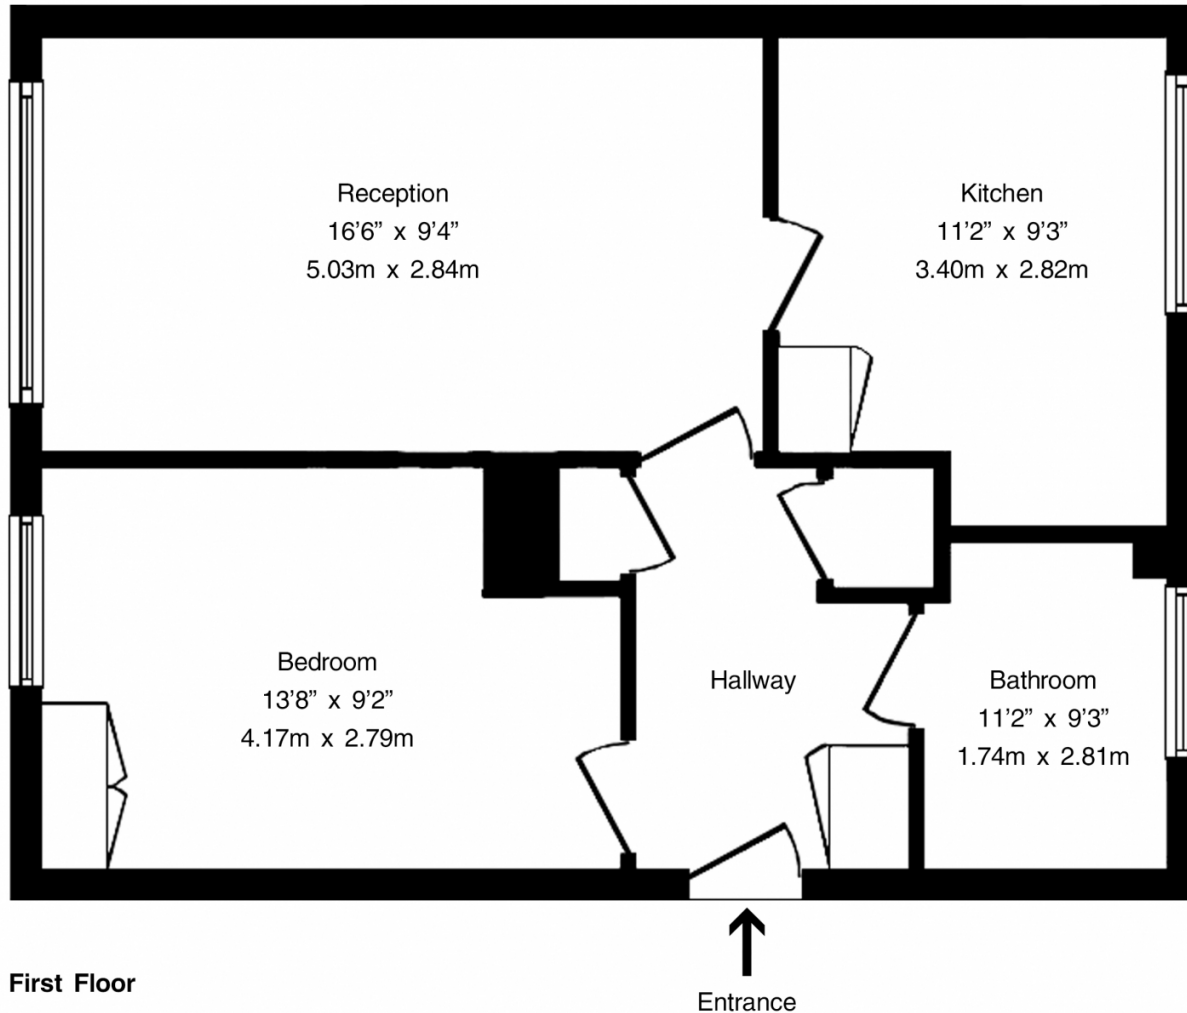 Reception
16’6” x 9’4”
5.03m x 2.84m
Kitchen
11’2” x 9’3”
3.40m x 2.82m
Bedroom
13’8” x 9’2”
4.17m x 2.79m
Hallway
Bathroom
11’2” x 9’3”
1.74m x 2.81m
First Floor
Entrance